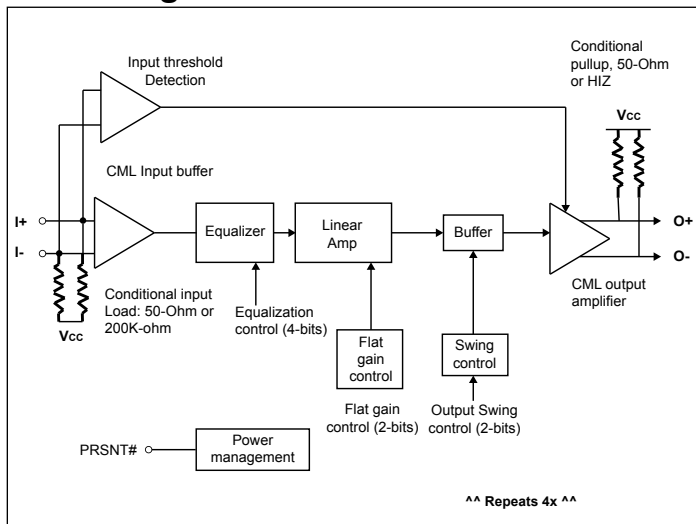 Input threshold
Detection
Conditional
pullup, 50-Ohm
or HIZ
Vcc
CML Input buffer
I+
I-
Equalizer
Linear
Amp
Buffer
O+
O-
CML output
amplifier
Conditional input
Load: 50-Ohm or
200K-ohm
Vcc
Equalization
control (4-bits)
Flat
gain
control
Swing
control
Flat gain
control (2-bits)
Output Swing
control (2-bits)
PRSNT#
Power
management
^^ Repeats 4x ^^